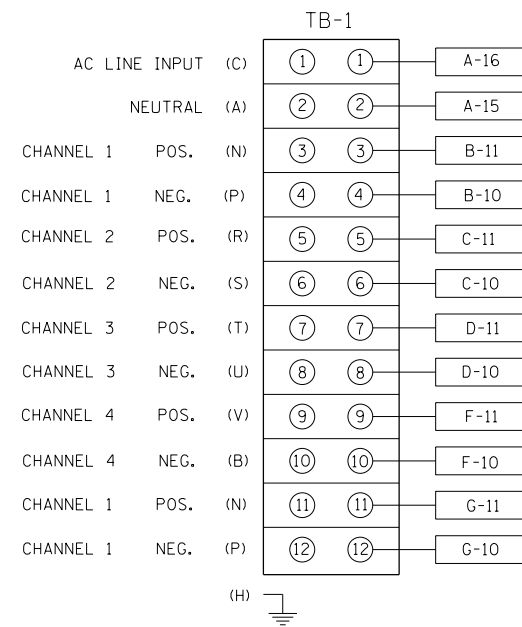 TB-1
AC LINE INPUT (C) 1 1 A-16
NEUTRAL (A) 2 2 A-15
CHANNEL 1 POS. (N) 3 3 B-11
CHANNEL 1 NEG. (P) 4 4 B-10
CHANNEL 2 POS. (R) 5 5 C-11
CHANNEL 2 NEG. (S) 6 6 C-10
CHANNEL 3 POS. (T) 7 7 D-11
CHANNEL 3 NEG. (U) 8 8 D-10
CHANNEL 4 POS. (V) 9 9 F-11
CHANNEL 4 NEG. (B) 10 10 F-10
CHANNEL 1 POS. (N) 11 11 G-11
CHANNEL 1 NEG. (P) 12 12 G-10
(H)